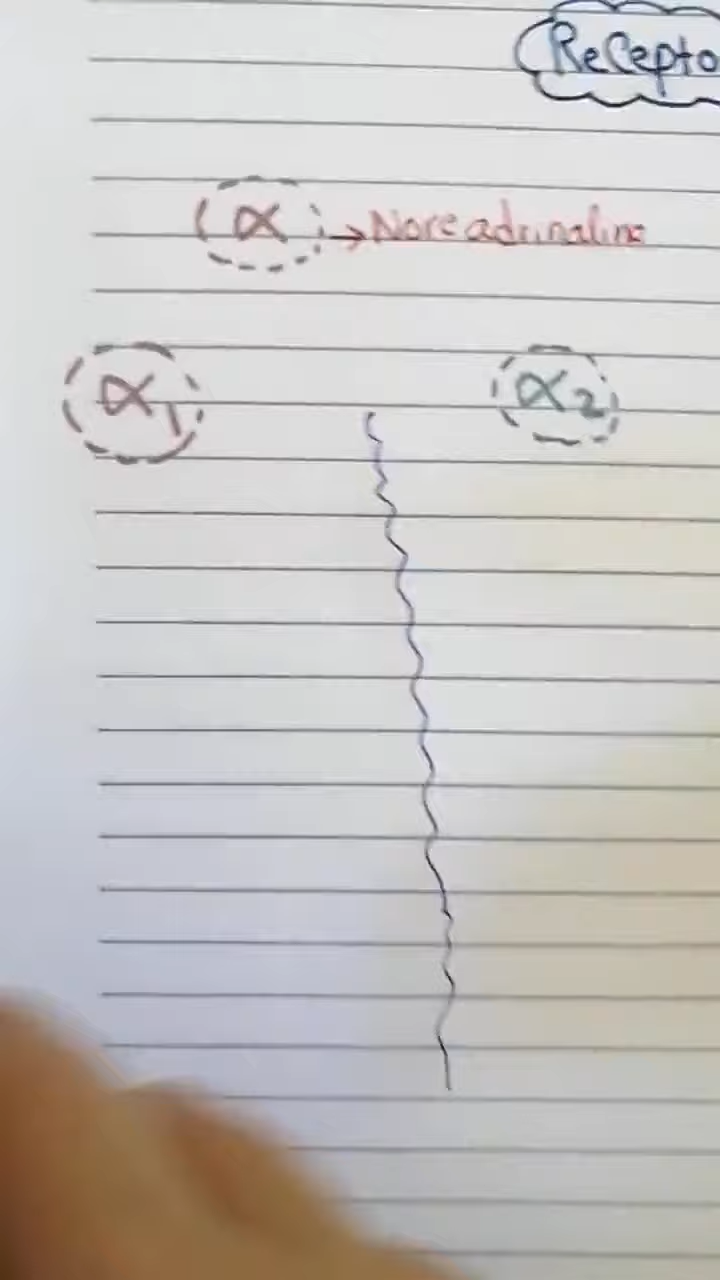 Recepto
α → Noreadrinaline
α1
α2